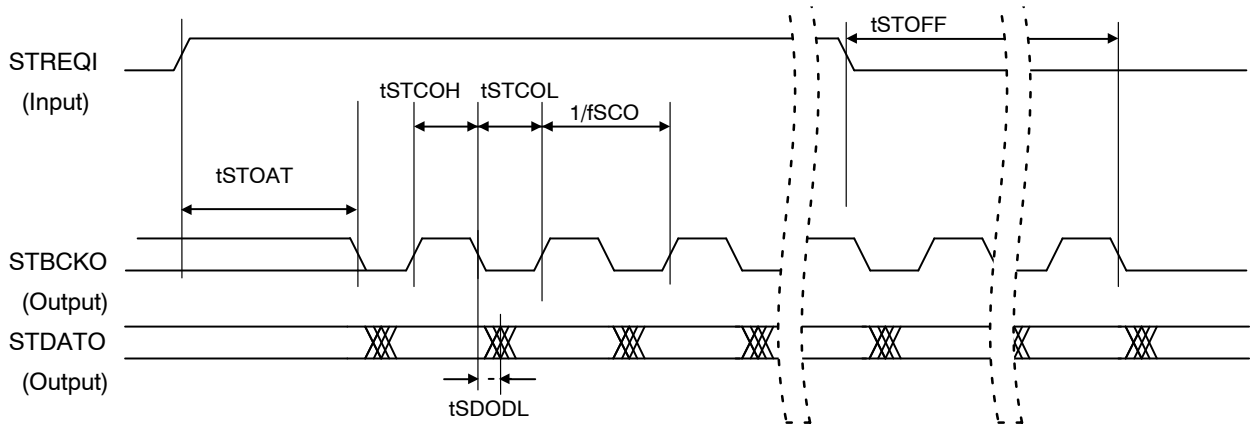 tSTOFF
STREQI
(Input)
tSTCOH
tSTCOL
1/fSCO
tSTOAT
STBCKO
(Output)
STDATO
(Output)
tSDODL